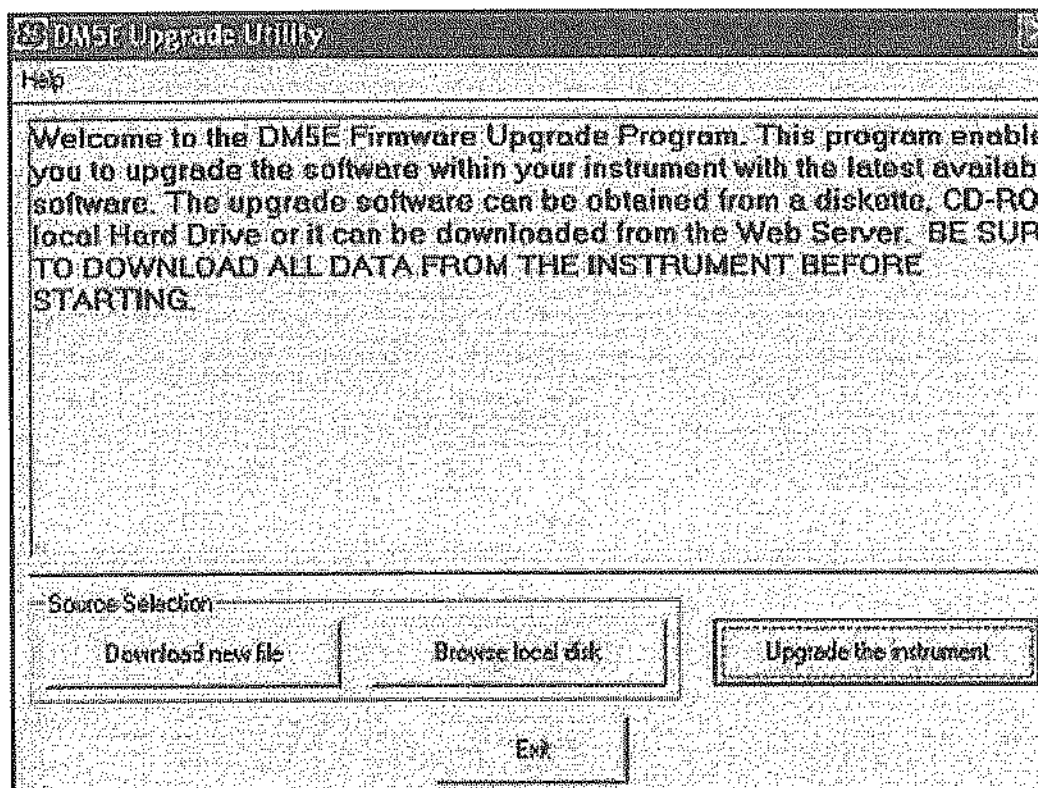 DM5E Upgrade Utility
Help
Welcome to the DM5E Firmware Upgrade Program. This program enable
you to upgrade the software within your instrument with the latest availab
software. The upgrade software can be obtained from a diskette, CD-RO
local Hard Drive or it can be downloaded from the Web Server. BE SUR
TO DOWNLOAD ALL DATA FROM THE INSTRUMENT BEFORE
STARTING.
Source Selection
Download new file Browse local disk Upgrade the instrument
Exit